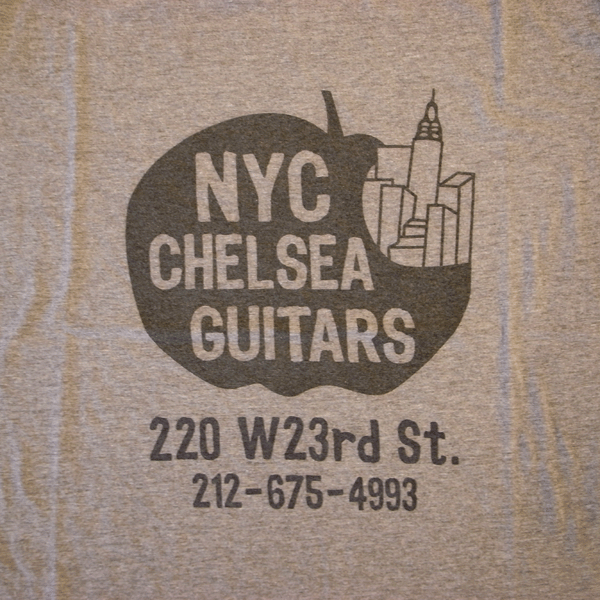 NYC
CHELSEA
GUITARS
220 W23rd St.
212-675-4993